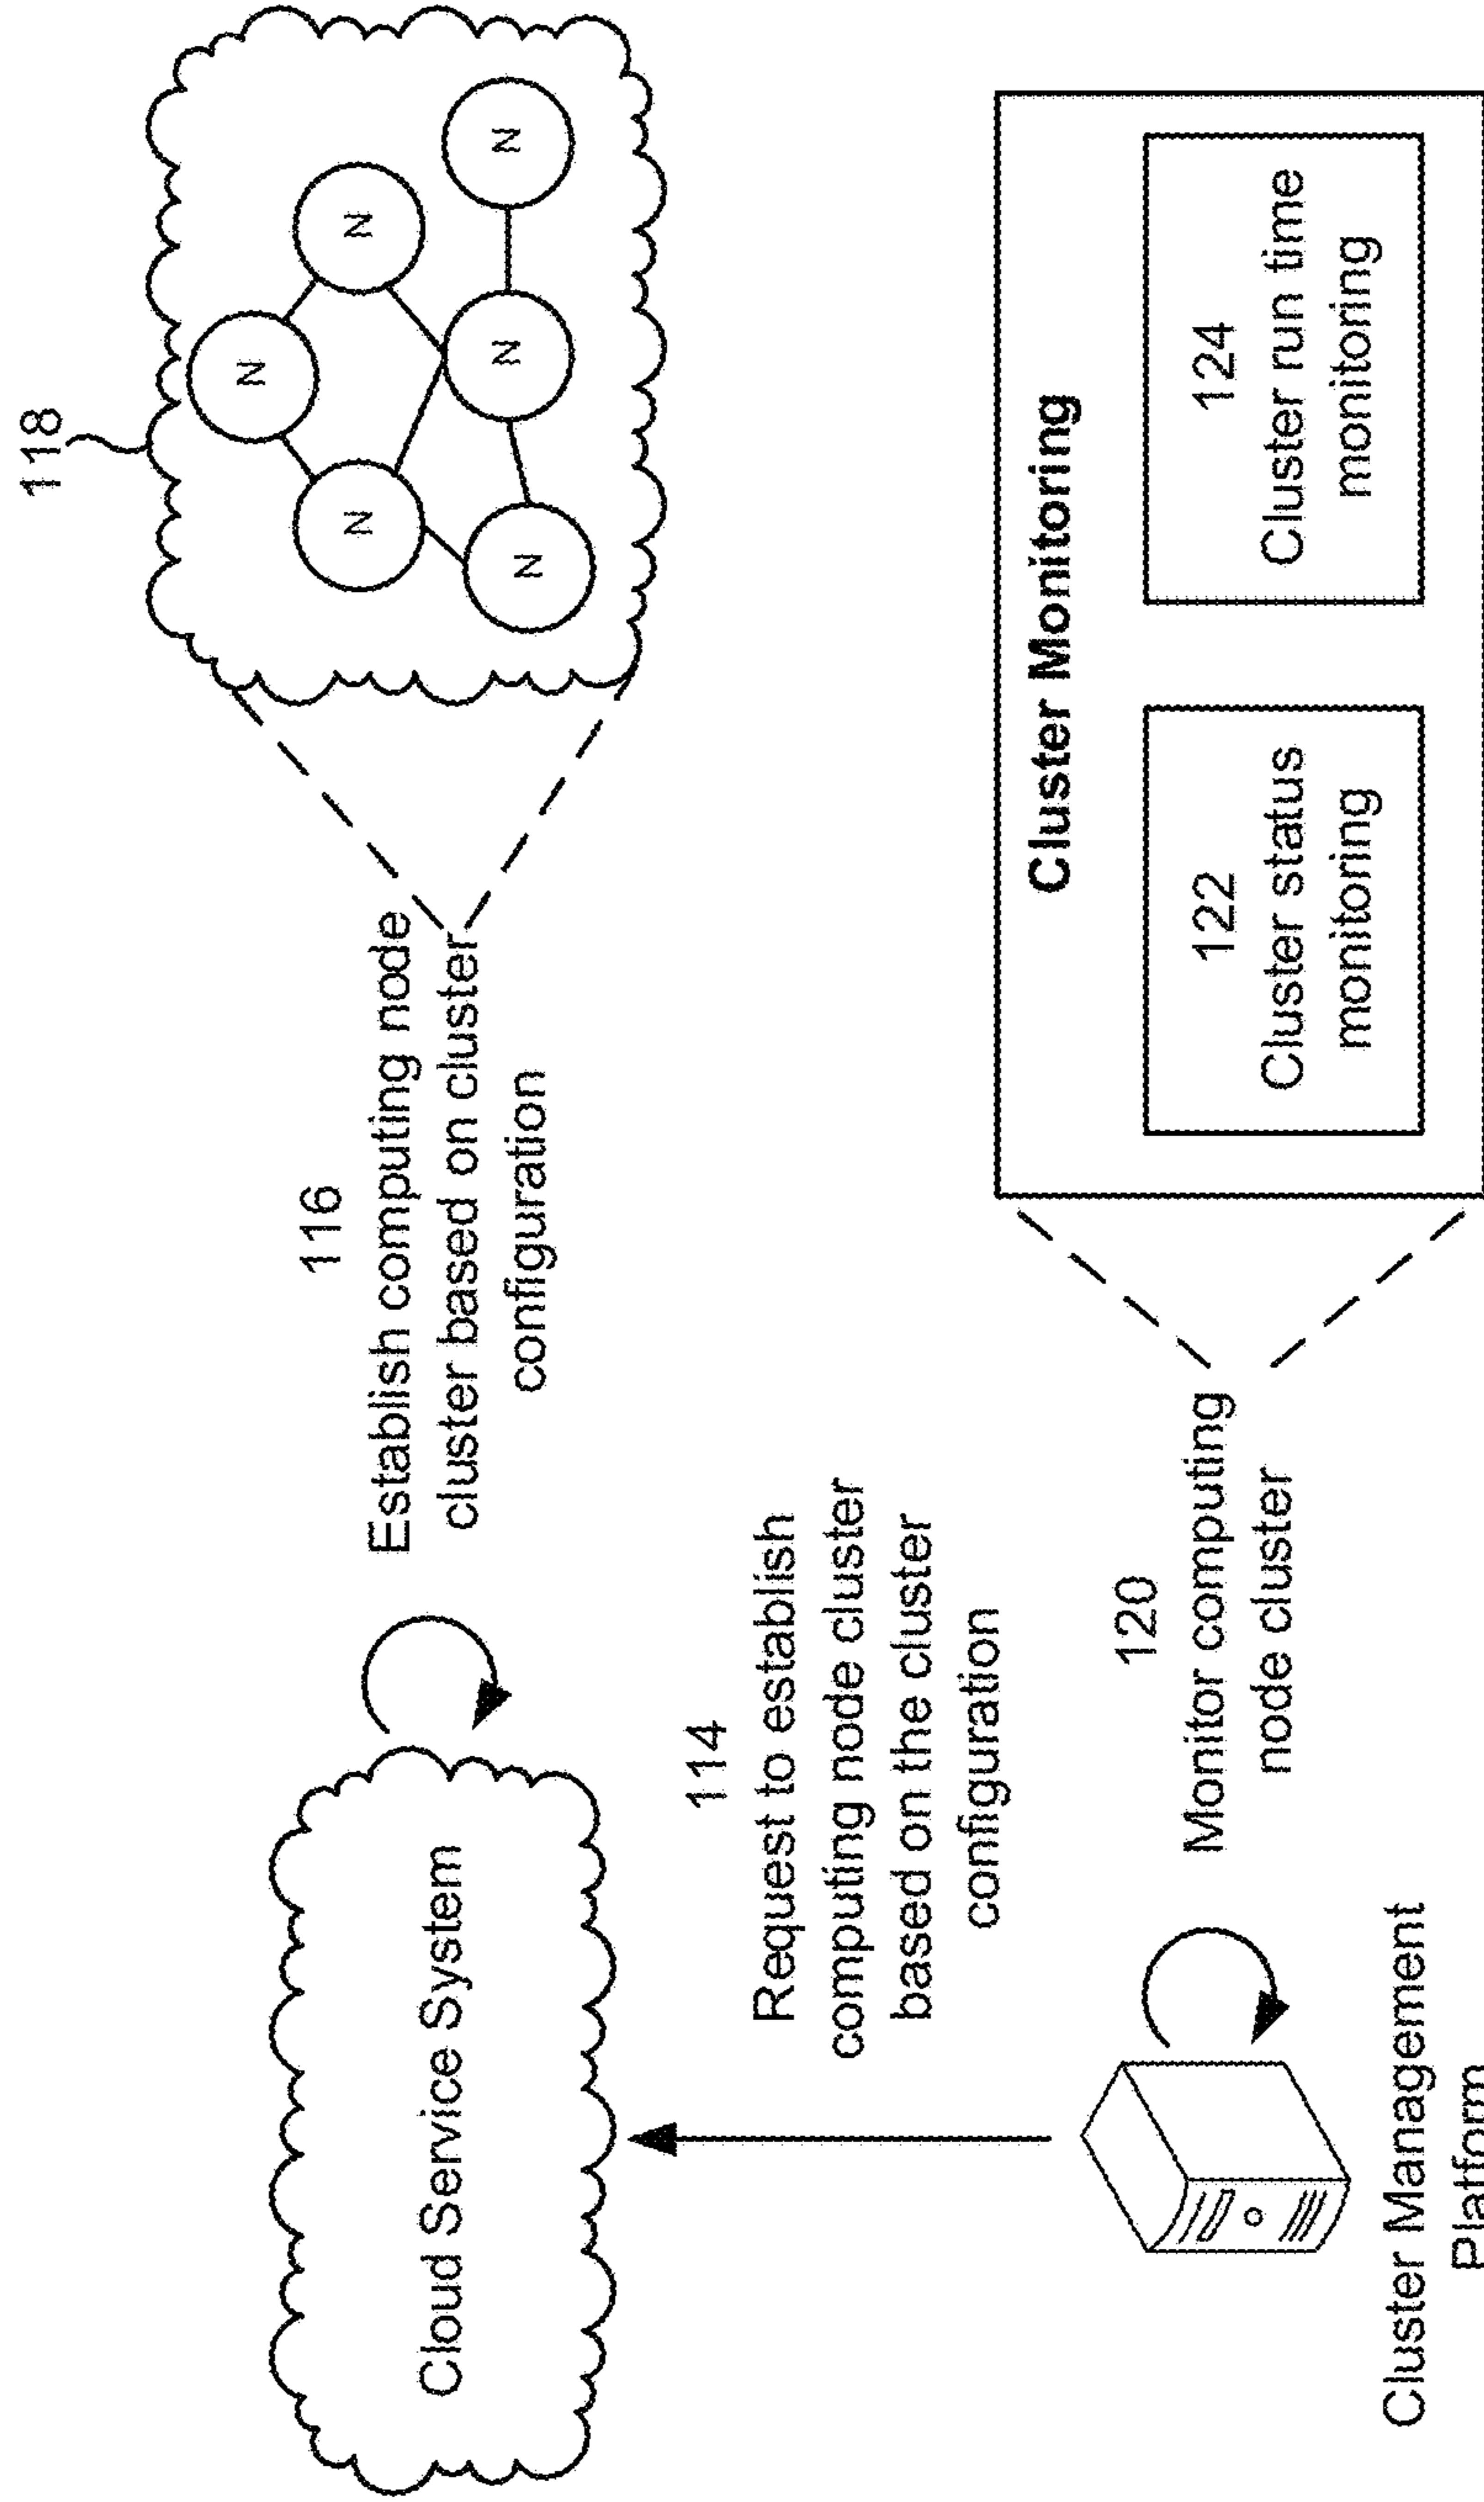 118
N
N
N
N
N
N
116
Establish computing node
cluster based on cluster
configuration
Cloud Service System
114
Request to establish
computing node cluster
based on the cluster
configuration
Cluster Monitoring
122
Cluster status
monitoring
124
Cluster run time
monitoring
120
Monitor computing
node cluster
Cluster Management
Platform